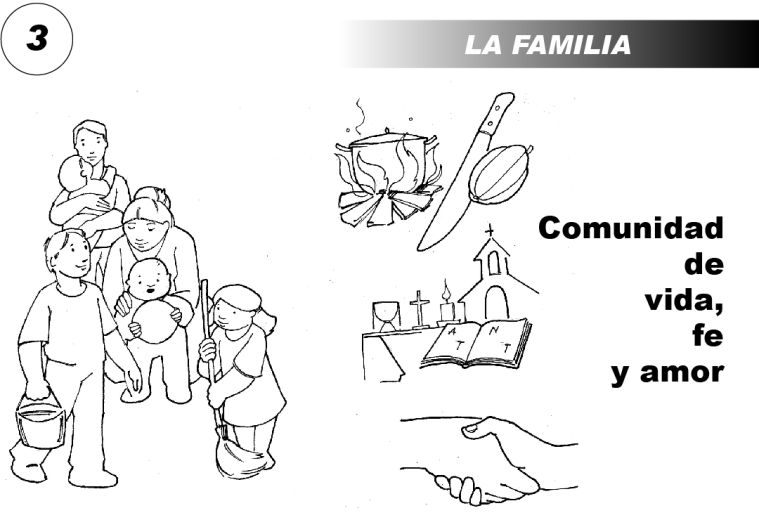 3
LA FAMILIA
Comunidad
de
vida,
fe
y amor
A N
T T